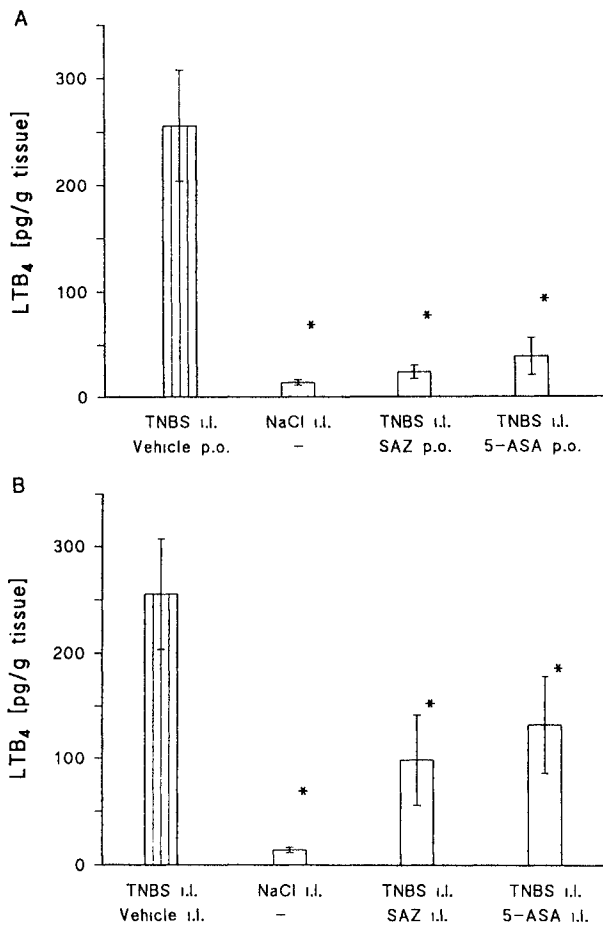 A
LTB4 [pg/g tissue]
300
200
100
0
*
*
*
TNBS i.l. NaCl i.l. TNBS i.l. TNBS i.l.
Vehicle p.o. – SAZ p.o. 5-ASA p.o.
B
LTB4 [pg/g tissue]
300
200
100
0
*
*
*
TNBS i.l. NaCl i.l. TNBS i.l. TNBS i.l.
Vehicle i.l. – SAZ i.l. 5-ASA i.l.